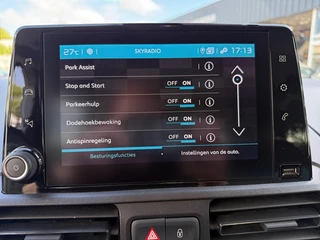 27°C SKYRADIO 17:13
Park Assist
Stop and Start OFF ON
Parkeerhulp OFF ON
Dodehoekbewaking OFF ON
Antispinregeling OFF ON
Besturingsfuncties Instellingen van de auto.